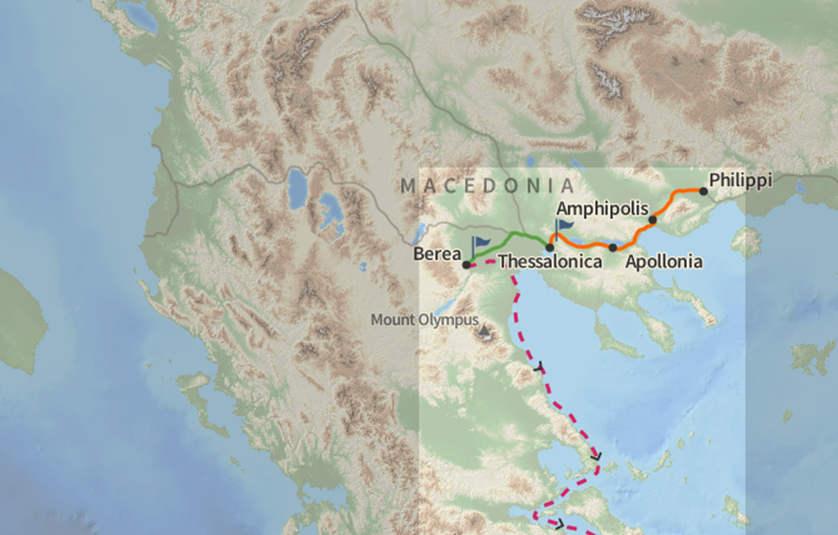 Philippi
MACEDONIA
Amphipolis
Berea
Thessalonica
Apollonia
Mount Olympus